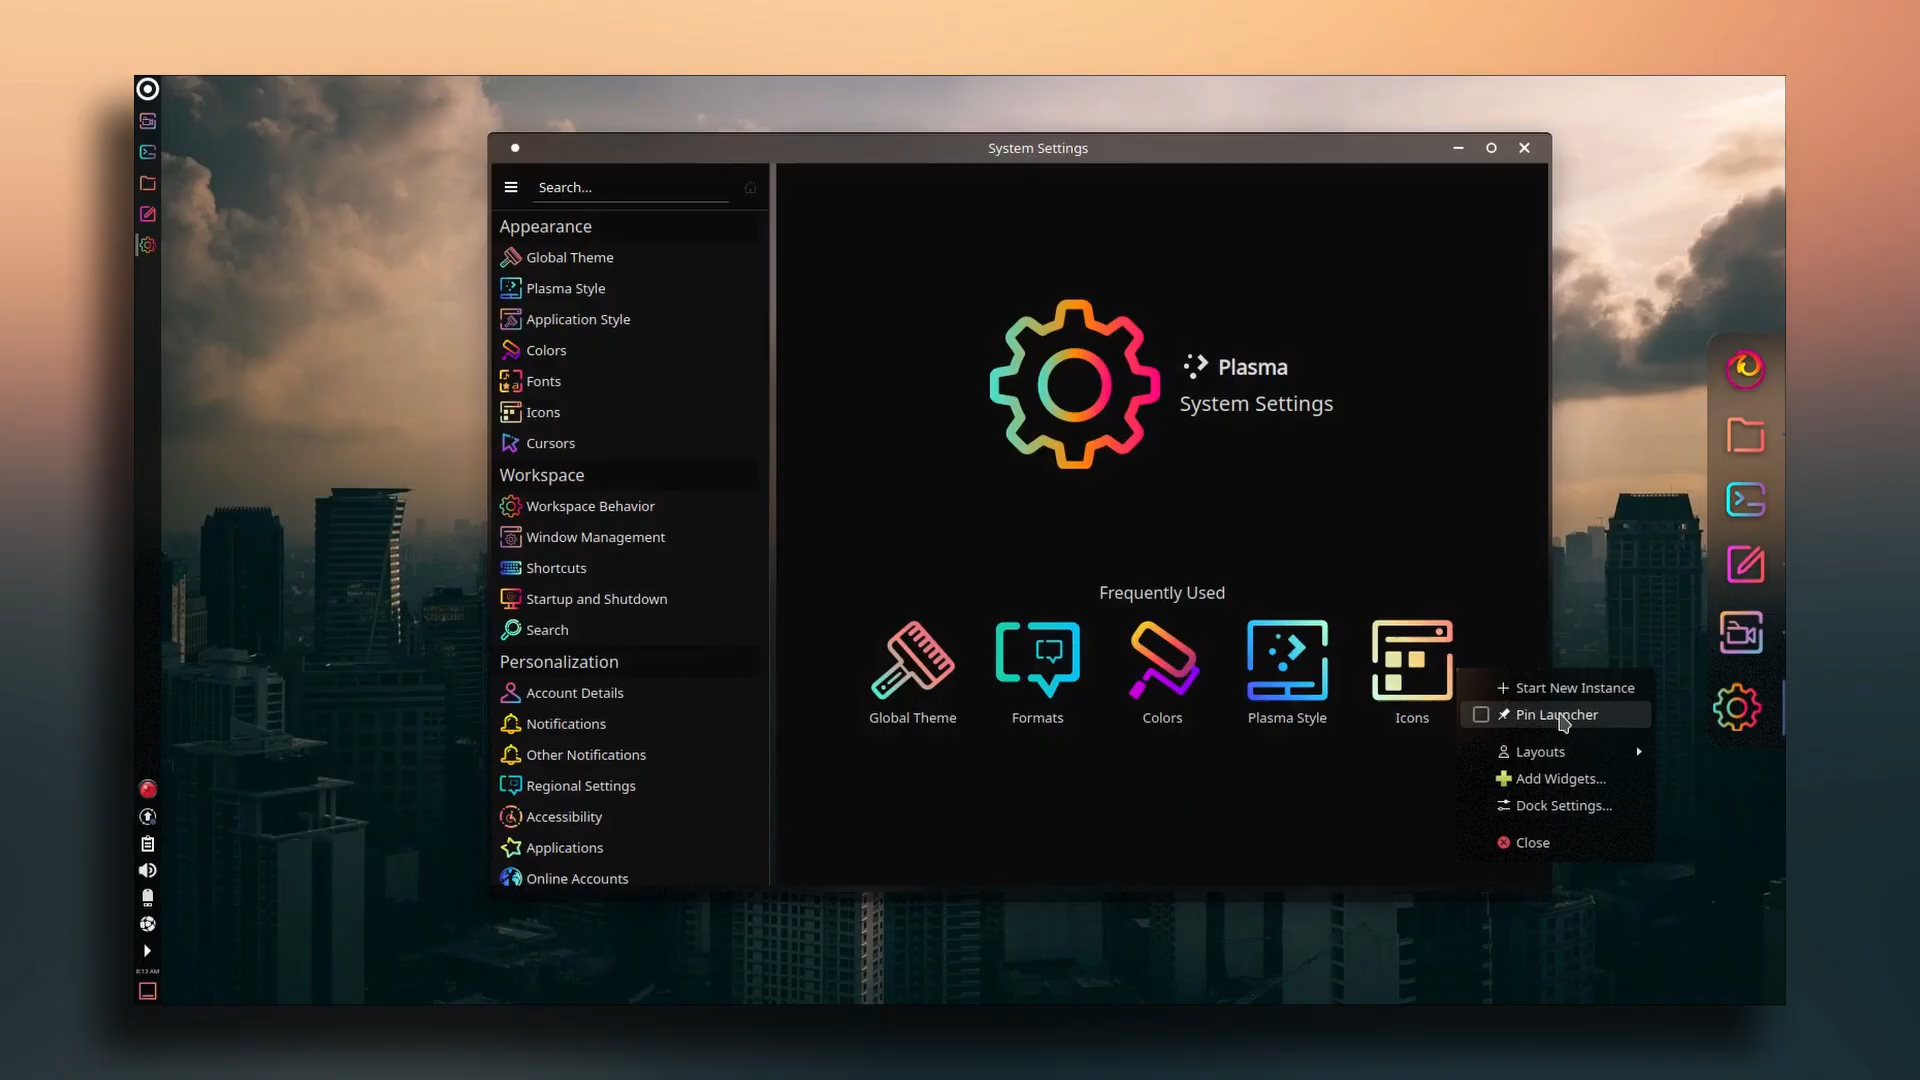 System Settings
Search...
Appearance
Global Theme
Plasma Style
Application Style
Colors
Fonts
Icons
Cursors
Workspace
Workspace Behavior
Window Management
Shortcuts
Startup and Shutdown
Search
Personalization
Account Details
Notifications
Other Notifications
Regional Settings
Accessibility
Applications
Online Accounts
Plasma
System Settings
Frequently Used
Global Theme
Formats
Colors
Plasma Style
Icons
Start New Instance
Pin Launcher
Layouts
Add Widgets...
Dock Settings...
Close
8:13 AM